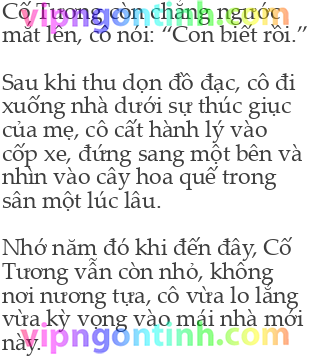 Cố Tương còn chẳng ngước
mắt lên, cô nói: “Con biết rồi.”
Sau khi thu dọn đồ đạc, cô đi
xuống nhà dưới sự thúc giục
của mẹ, cô cất hành lý vào
cốp xe, đứng sang một bên và
nhìn vào cây hoa quế trong
sân một lúc lâu.
Nhớ năm đó khi đến đây, Cố
Tương vẫn còn nhỏ, không
nơi nương tựa, cô vừa lo lắng
vừa kỳ vọng vào mái nhà mới
này.
vipngontinh.com
vipngontinh.com